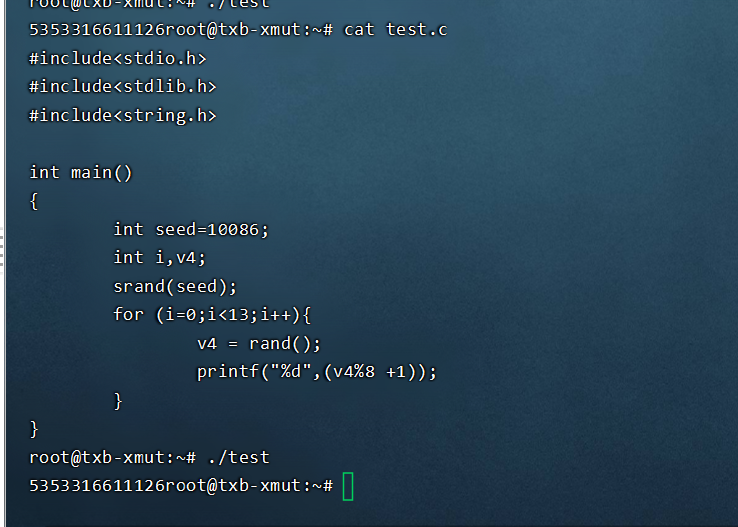 root@txb-xmut:~# ./test
5353316611126root@txb-xmut:~# cat test.c
#include<stdio.h>
#include<stdlib.h>
#include<string.h>
int main()
{
int seed=10086;
int i,v4;
srand(seed);
for (i=0;i<13;i++){
v4 = rand();
printf("%d",(v4%8 +1));
}
}
root@txb-xmut:~# ./test
5353316611126root@txb-xmut:~#